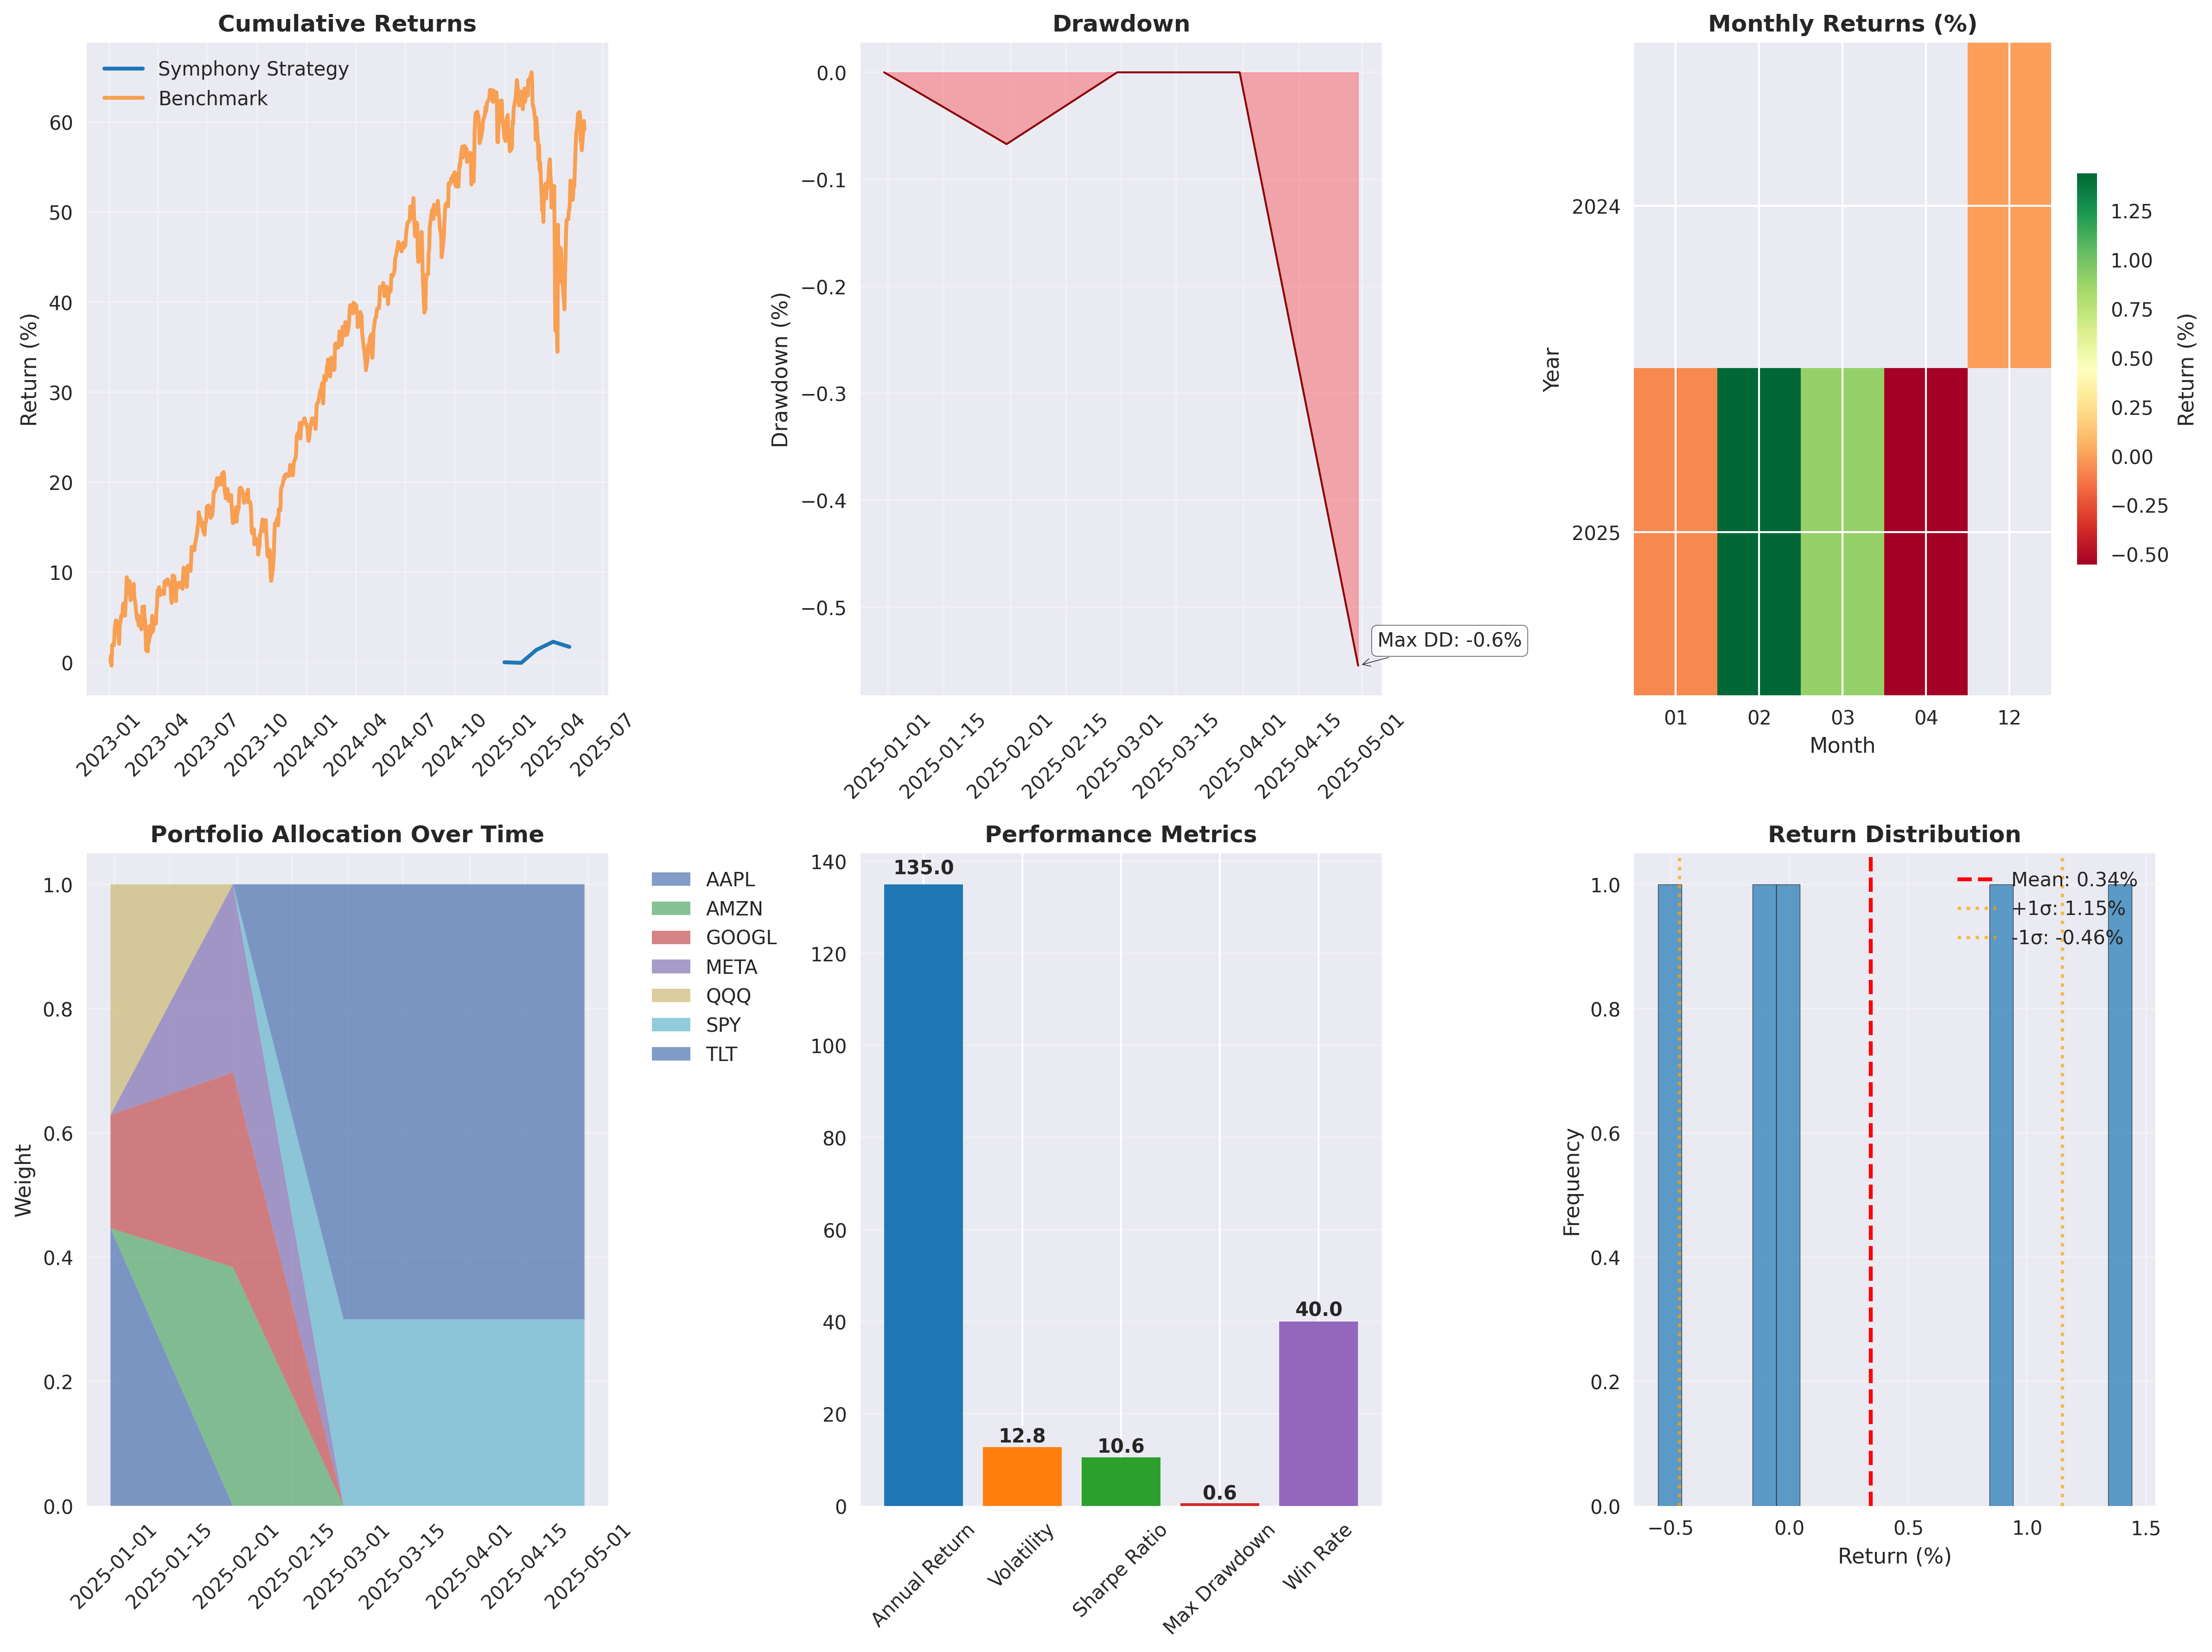 Cumulative Returns
Symphony Strategy
Benchmark
Return (%)
60
50
40
30
20
10
0
2023-01
2023-04
2023-07
2023-10
2024-01
2024-04
2024-07
2024-10
2025-01
2025-04
2025-07
Drawdown
Drawdown (%)
0.0
−0.1
−0.2
−0.3
−0.4
−0.5
Max DD: -0.6%
2025-01-01
2025-01-15
2025-02-01
2025-02-15
2025-03-01
2025-03-15
2025-04-01
2025-04-15
2025-05-01
Monthly Returns (%)
Year
2024
2025
01
02
03
04
12
Month
1.25
1.00
0.75
0.50
0.25
0.00
−0.25
−0.50
Return (%)
Portfolio Allocation Over Time
Weight
1.0
0.8
0.6
0.4
0.2
0.0
2025-01-01
2025-01-15
2025-02-01
2025-02-15
2025-03-01
2025-03-15
2025-04-01
2025-04-15
2025-05-01
AAPL
AMZN
GOOGL
META
QQQ
SPY
TLT
Performance Metrics
140
120
100
80
60
40
20
0
135.0
12.8
10.6
0.6
40.0
Annual Return
Volatility
Sharpe Ratio
Max Drawdown
Win Rate
Return Distribution
Mean: 0.34%
+1σ: 1.15%
-1σ: -0.46%
Frequency
1.0
0.8
0.6
0.4
0.2
0.0
−0.5
0.0
0.5
1.0
1.5
Return (%)